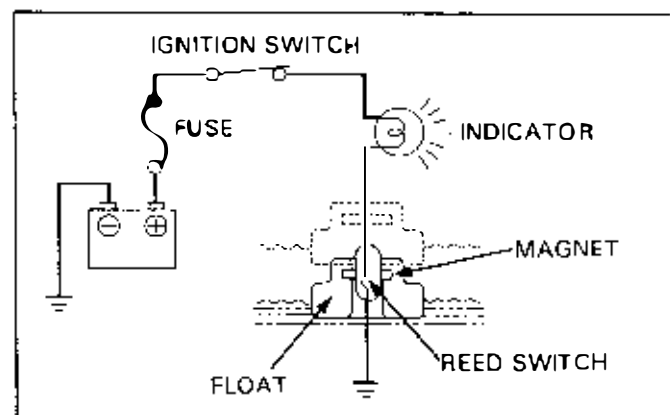 IGNITION SWITCH
FUSE
INDICATOR
⊖ ⊕
MAGNET
REED SWITCH
FLOAT